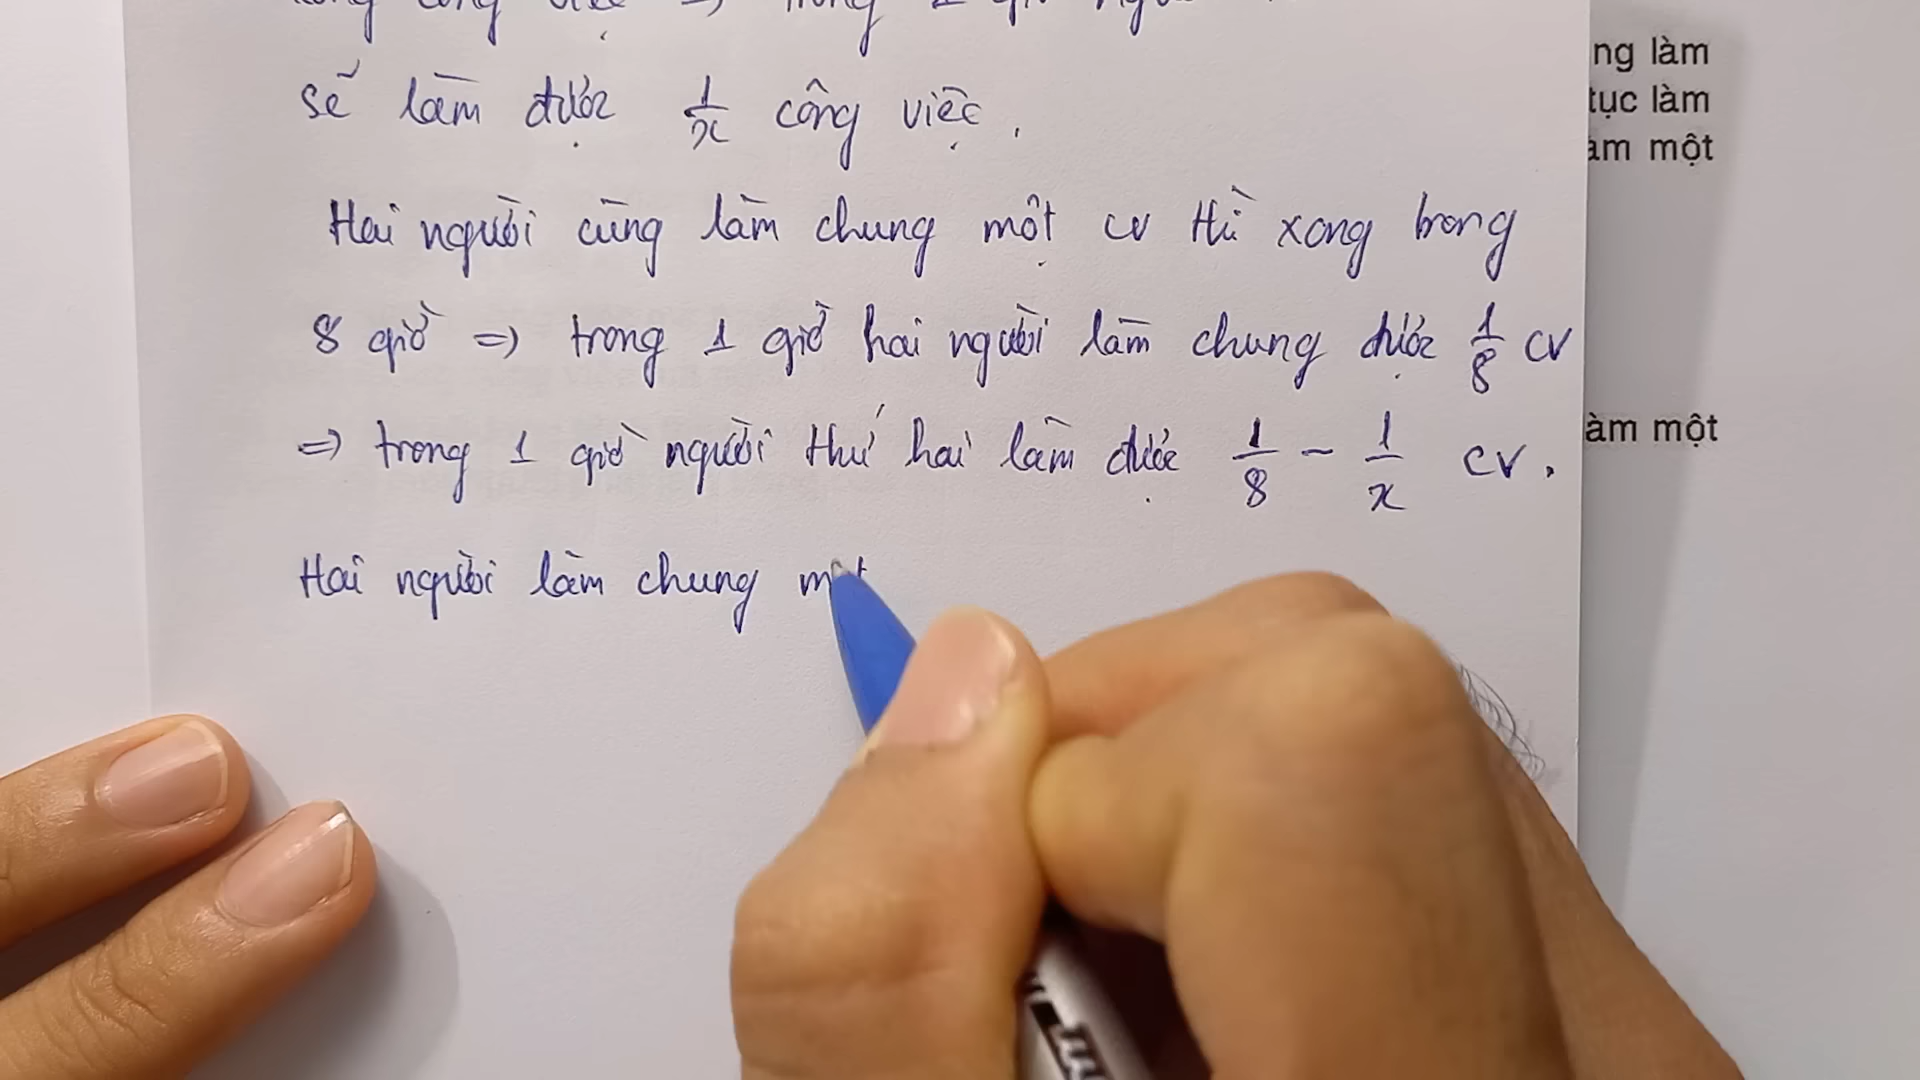 sẽ làm được 1/x công việc.
Hai người cùng làm chung một cv thì xong trong
8 giờ => trong 1 giờ hai người làm chung được 1/8 cv
=> trong 1 giờ người thứ hai làm được 1/8 - 1/x cv.
Hai người làm chung
ng làm
tục làm
àm một
àm một